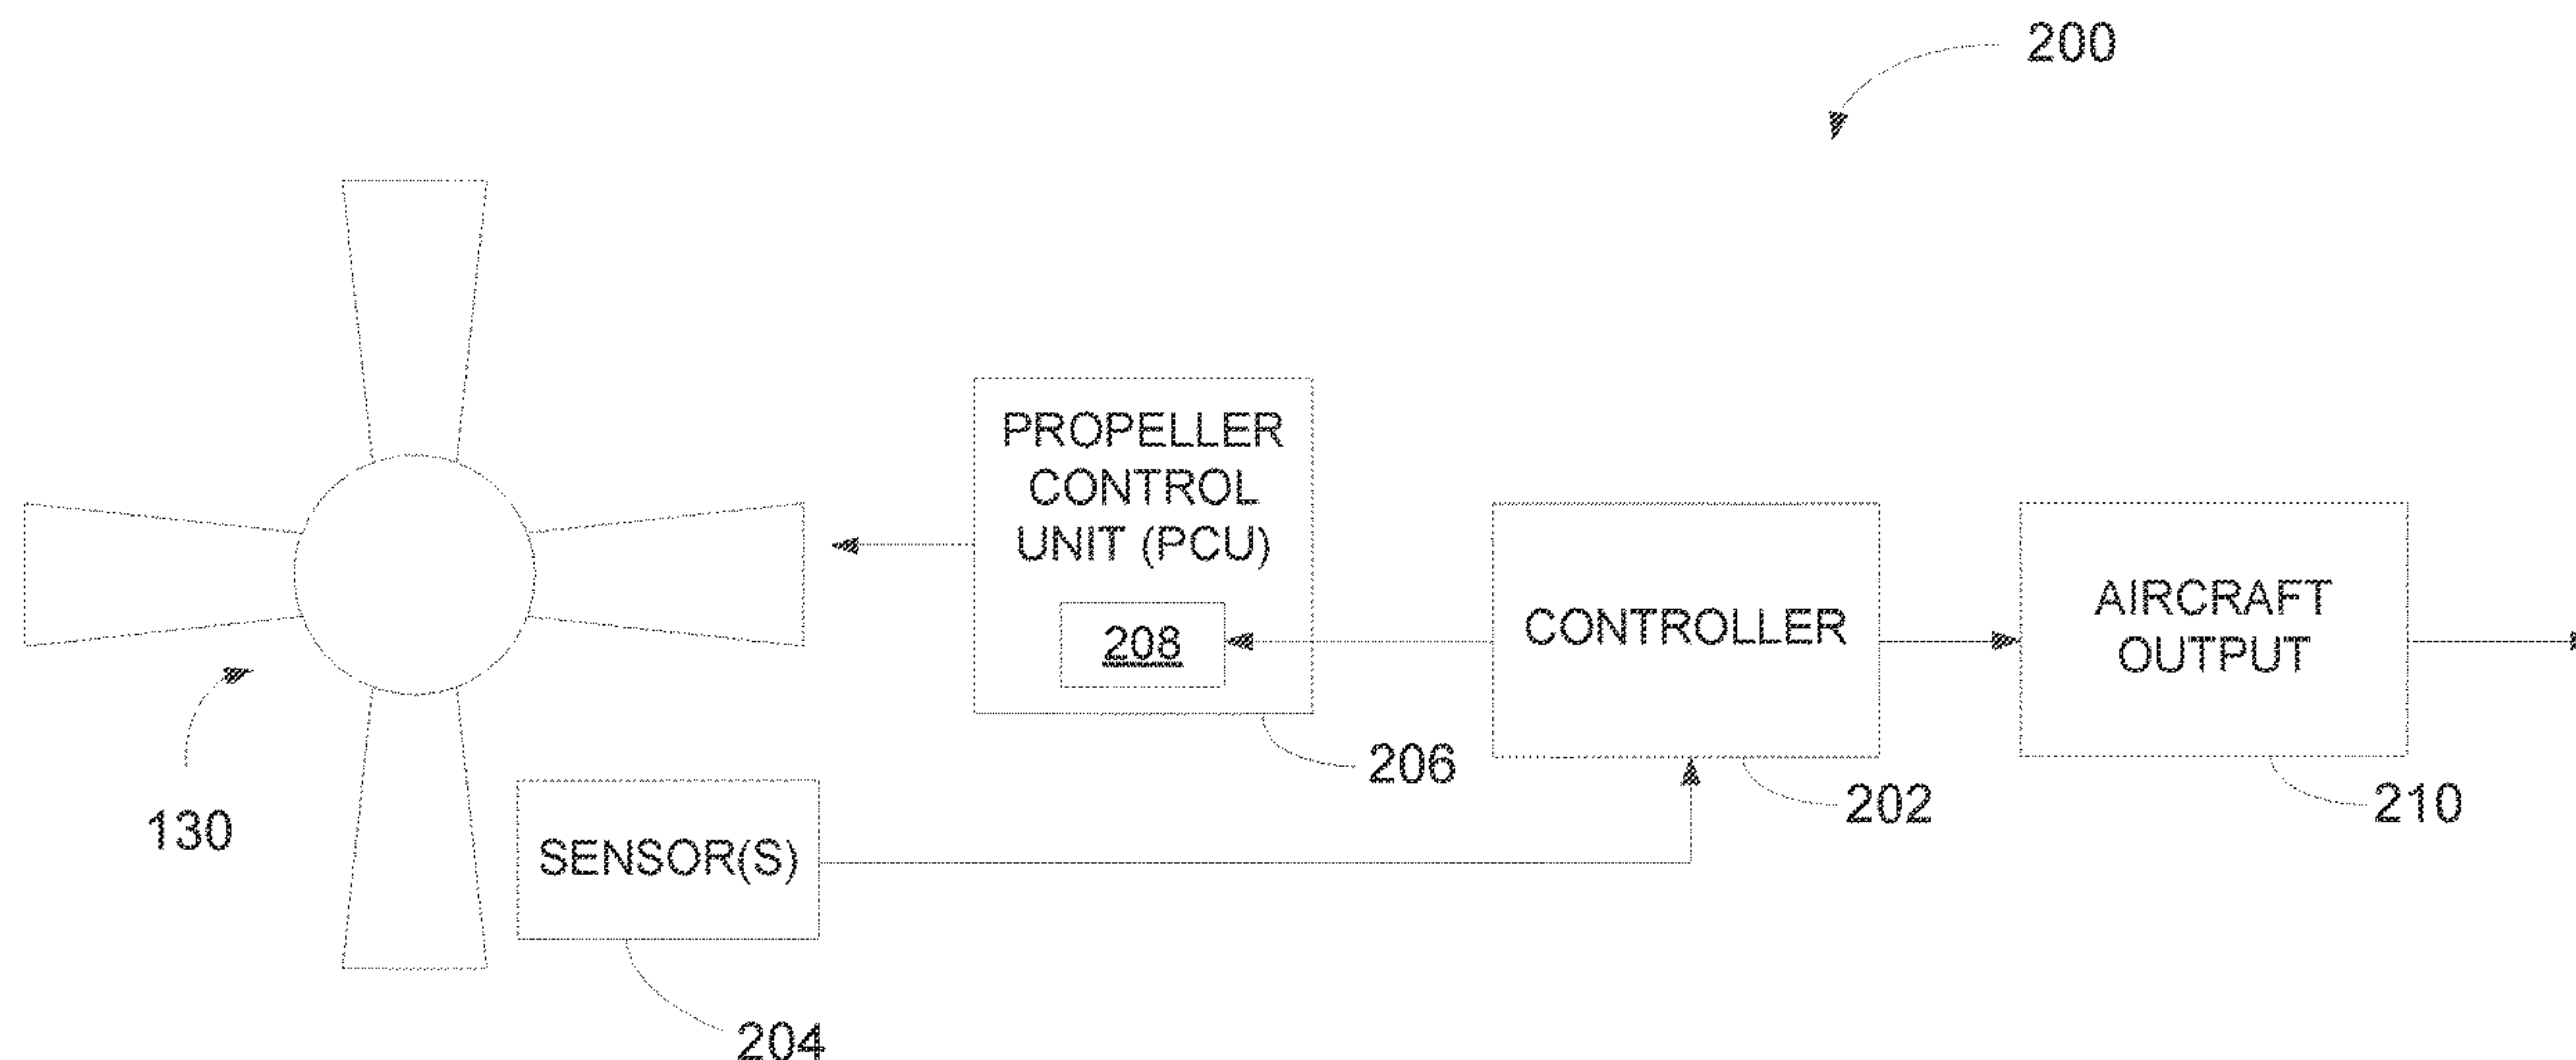 200
PROPELLER
CONTROL
UNIT (PCU)
208
206
CONTROLLER
202
AIRCRAFT
OUTPUT
210
130
SENSOR(S)
204